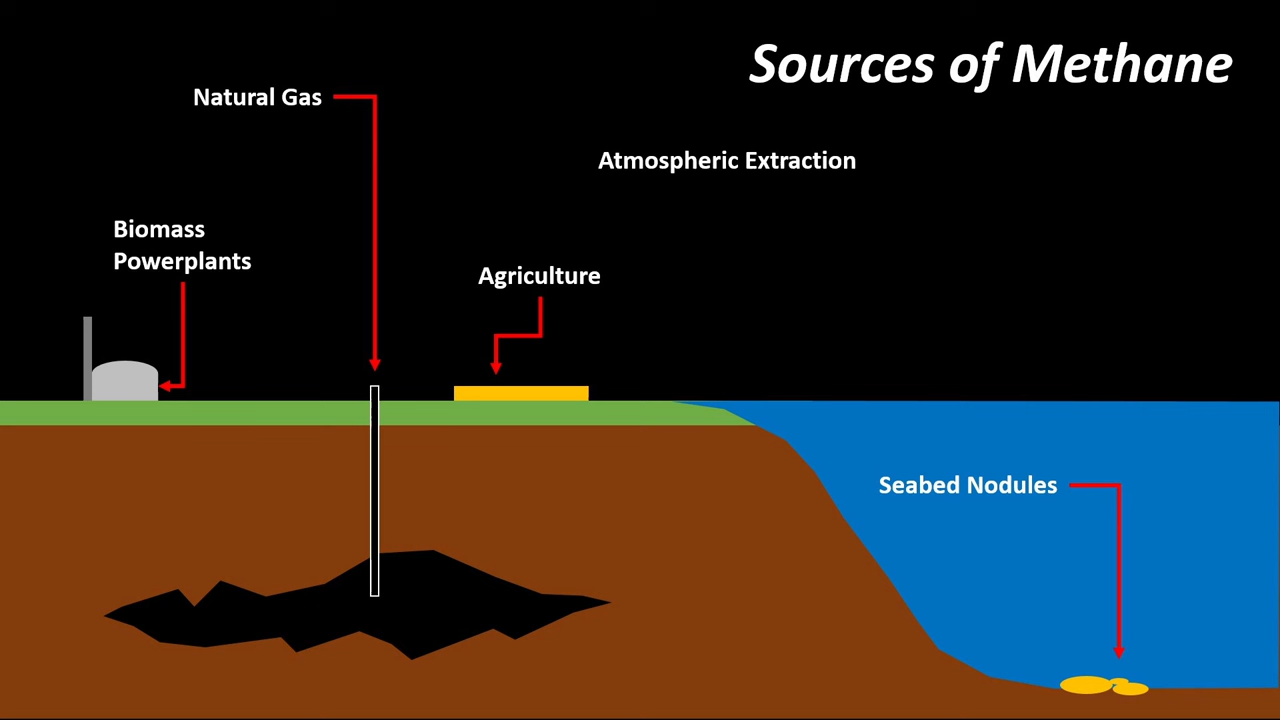 Sources of Methane
Natural Gas
Atmospheric Extraction
Biomass
Powerplants
Agriculture
Seabed Nodules